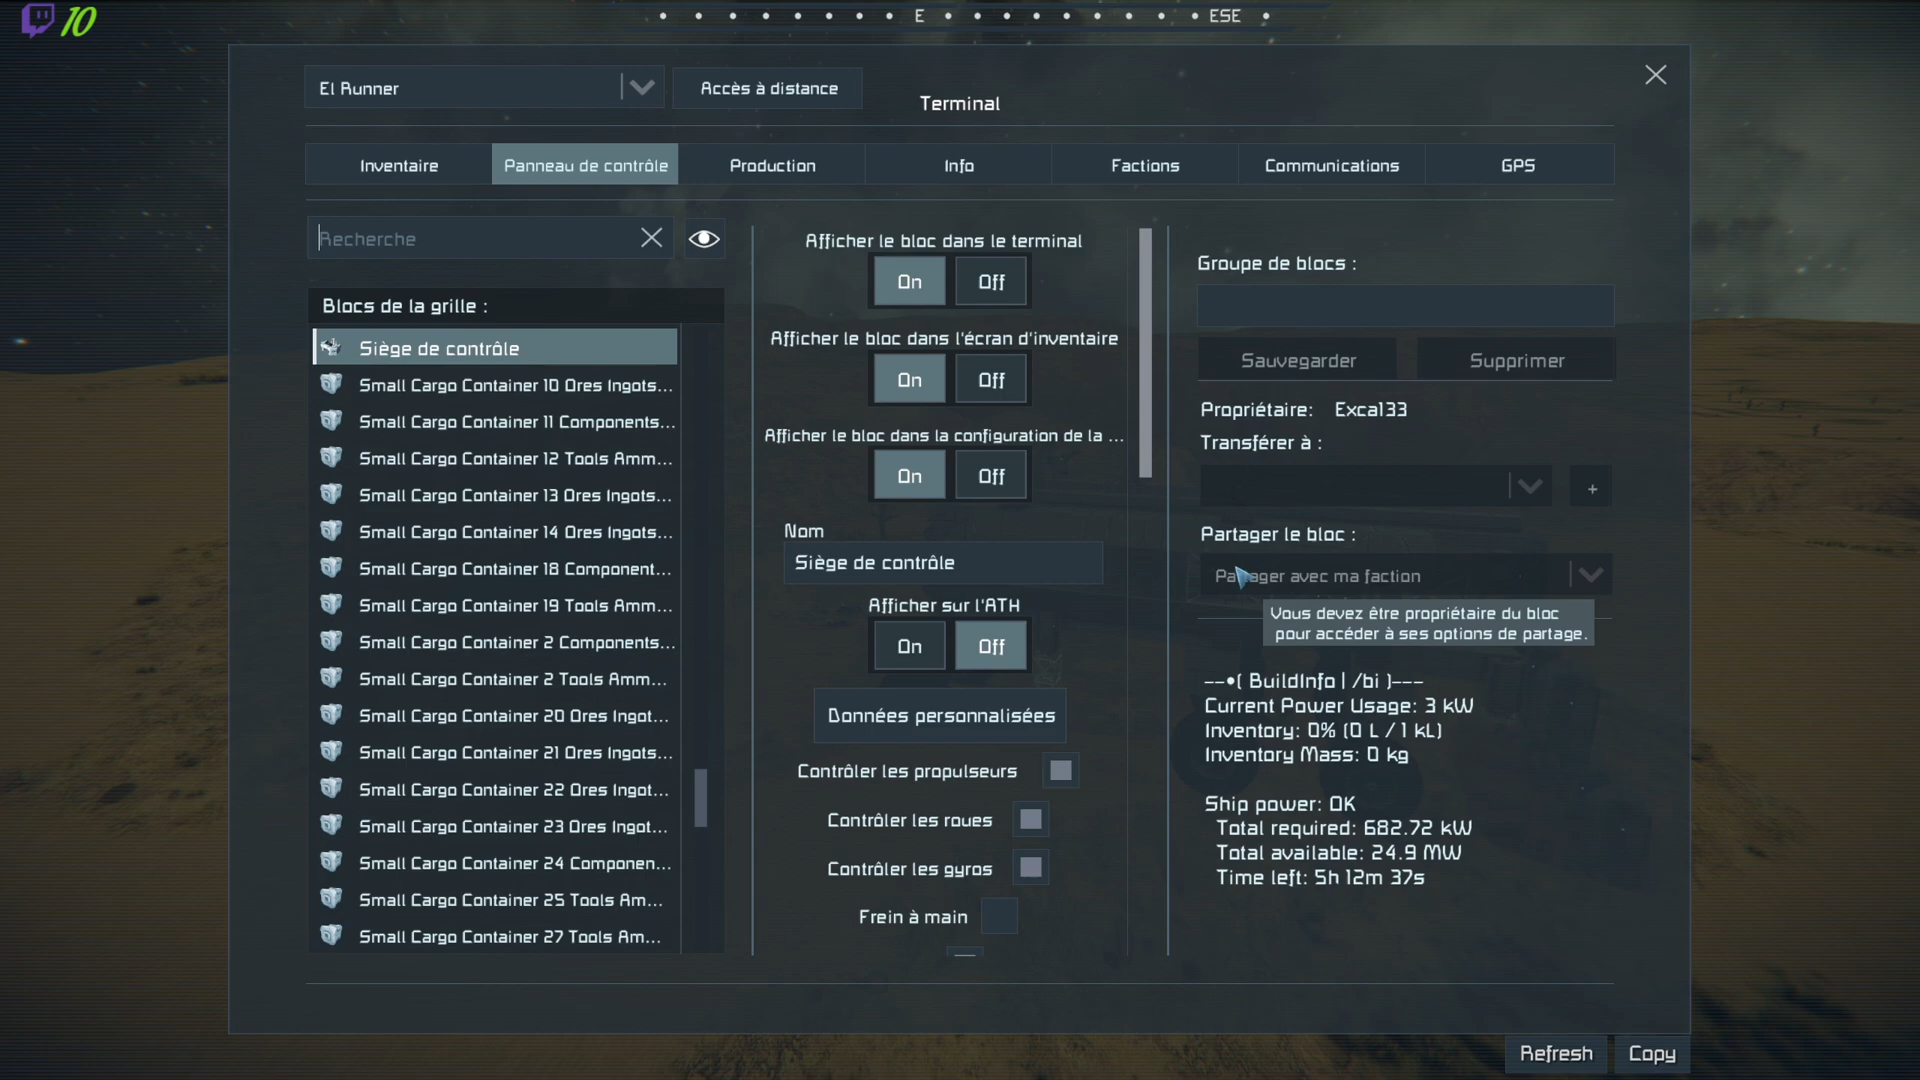 10
E
ESE
El Runner
Accès à distance
Terminal
Inventaire
Panneau de contrôle
Production
Info
Factions
Communications
GPS
Recherche
Blocs de la grille :
Siège de contrôle
Small Cargo Container 10 Ores Ingots...
Small Cargo Container 11 Components...
Small Cargo Container 12 Tools Amm...
Small Cargo Container 13 Ores Ingots...
Small Cargo Container 14 Ores Ingots...
Small Cargo Container 18 Component...
Small Cargo Container 19 Tools Amm...
Small Cargo Container 2 Components...
Small Cargo Container 2 Tools Amm...
Small Cargo Container 20 Ores Ingot...
Small Cargo Container 21 Ores Ingots...
Small Cargo Container 22 Ores Ingot...
Small Cargo Container 23 Ores Ingot...
Small Cargo Container 24 Componen...
Small Cargo Container 25 Tools Am...
Small Cargo Container 27 Tools Am...
Afficher le bloc dans le terminal
On Off
Afficher le bloc dans l'écran d'inventaire
On Off
Afficher le bloc dans la configuration de la ...
On Off
Nom
Siège de contrôle
Afficher sur l'ATH
On Off
Données personnalisées
Contrôler les propulseurs
Contrôler les roues
Contrôler les gyros
Frein à main
Groupe de blocs :
Sauvegarder
Supprimer
Propriétaire: Exca133
Transférer à :
+
Partager le bloc :
Partager avec ma faction
Vous devez être propriétaire du bloc
pour accéder à ses options de partage.
--•( BuildInfo | /bi )---
Current Power Usage: 3 kW
Inventory: 0% (0 L / 1 kL)
Inventory Mass: 0 kg
Ship power: OK
Total required: 682.72 kW
Total available: 24.9 MW
Time left: 5h 12m 37s
Refresh
Copy